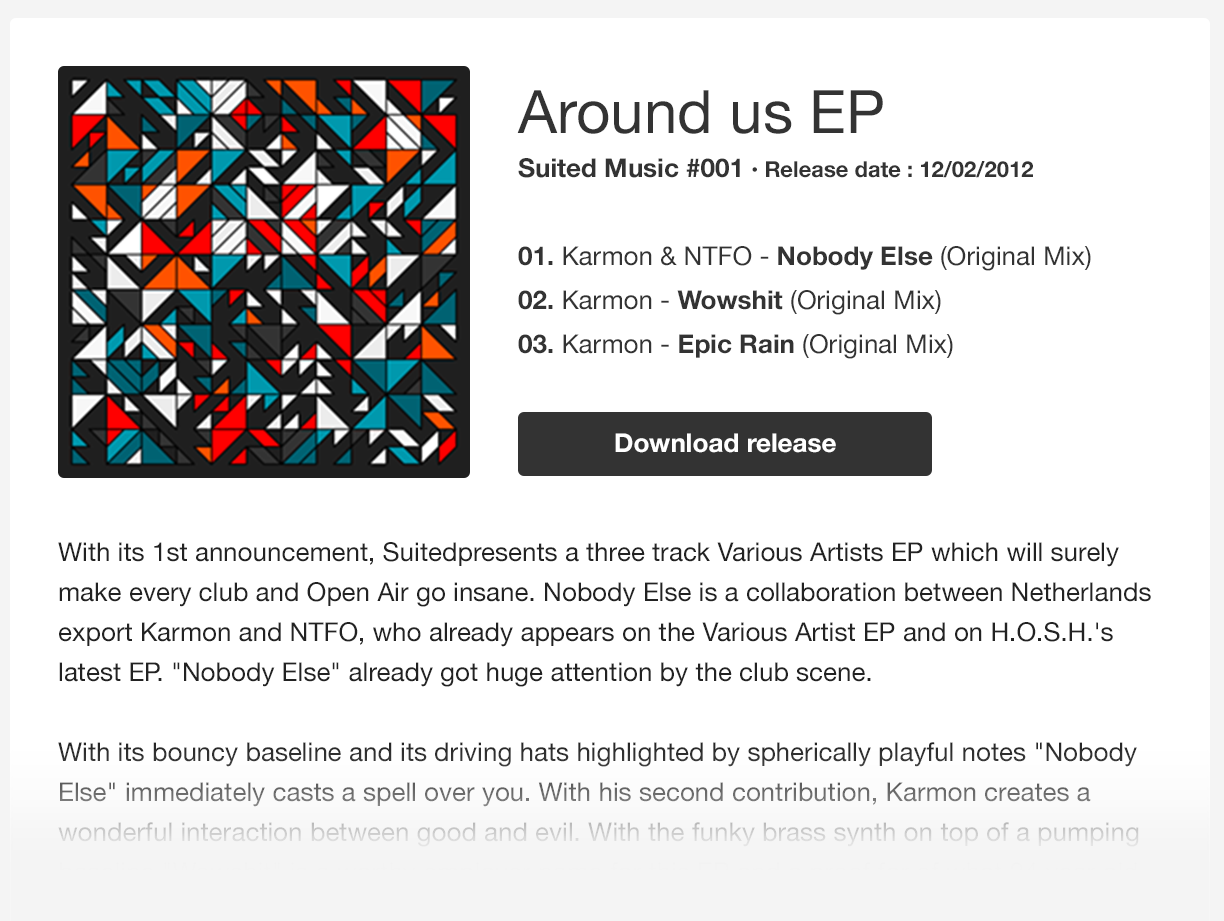 Around us EP
Suited Music #001 · Release date : 12/02/2012
01. Karmon & NTFO - Nobody Else (Original Mix)
02. Karmon - Wowshit (Original Mix)
03. Karmon - Epic Rain (Original Mix)
Download release
With its 1st announcement, Suitedpresents a three track Various Artists EP which will surely
make every club and Open Air go insane. Nobody Else is a collaboration between Netherlands
export Karmon and NTFO, who already appears on the Various Artist EP and on H.O.S.H.'s
latest EP. "Nobody Else" already got huge attention by the club scene.
With its bouncy baseline and its driving hats highlighted by spherically playful notes "Nobody
Else" immediately casts a spell over you. With his second contribution, Karmon creates a
wonderful interaction between good and evil. With the funky brass synth on top of a pumping